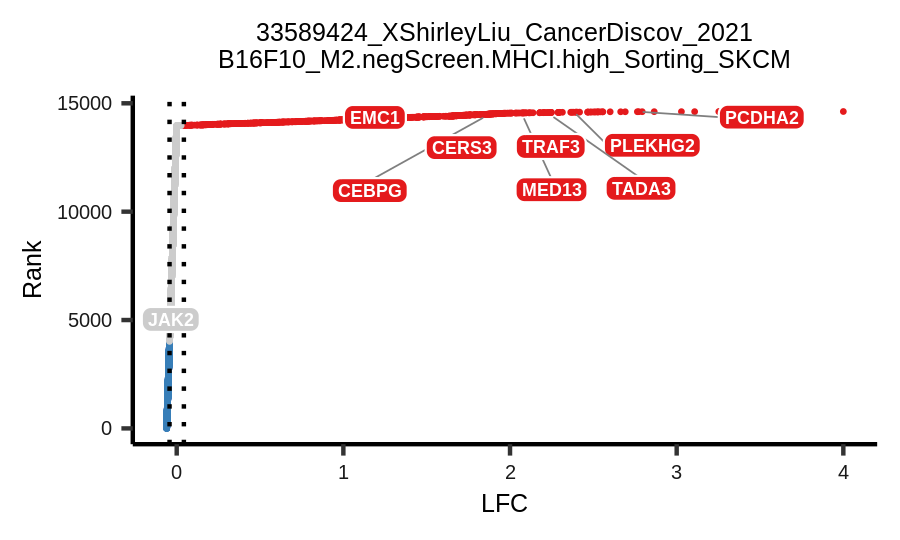 33589424_XShirleyLiu_CancerDiscov_2021
B16F10_M2.negScreen.MHCI.high_Sorting_SKCM
15000
10000
5000
0
Rank
EMC1
PCDHA2
CERS3
TRAF3
PLEKHG2
CEBPG
MED13
TADA3
JAK2
0
1
2
3
4
LFC